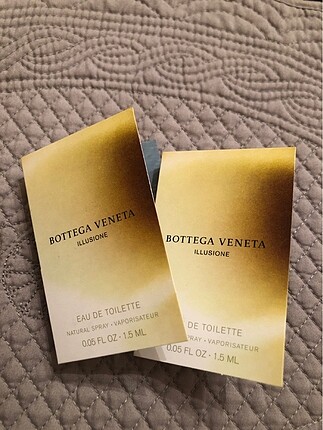 BOTTEGA VENETA
ILLUSIONE
EAU DE TOILETTE
NATURAL SPRAY • VAPORISATEUR
0.05 FL OZ • 1.5 ML
BOTTEGA VENETA
ILLUSIONE
DE TOILETTE
SPRAY • VAPORISATEUR
0.05 FL OZ • 1.5 ML